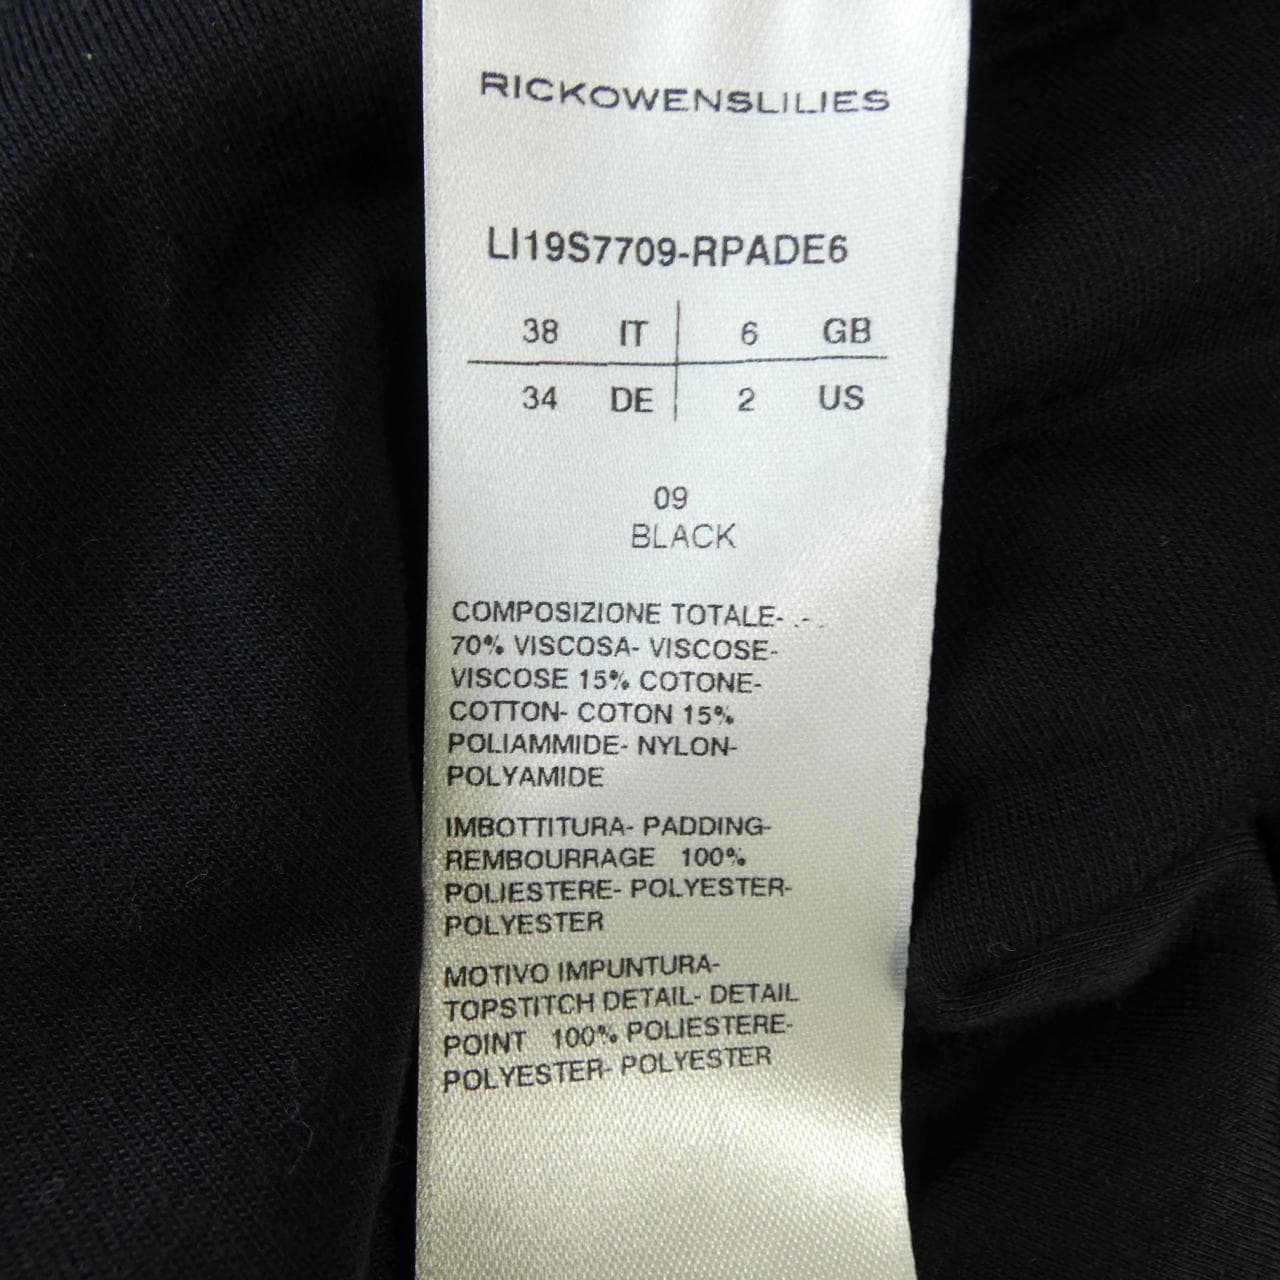 RICKOWENSLILIES
LI19S7709-RPADE6
38 IT 6 GB
34 DE 2 US
09
BLACK
COMPOSIZIONE TOTALE- .-
70% VISCOSA- VISCOSE-
VISCOSE 15% COTONE-
COTTON- COTON 15%
POLIAMMIDE- NYLON-
POLYAMIDE
IMBOTTITURA- PADDING-
REMBOURRAGE 100%
POLIESTERE- POLYESTER-
POLYESTER
MOTIVO IMPUNTURA-
TOPSTITCH DETAIL- DETAIL
POINT 100% POLIESTERE-
POLYESTER- POLYESTER